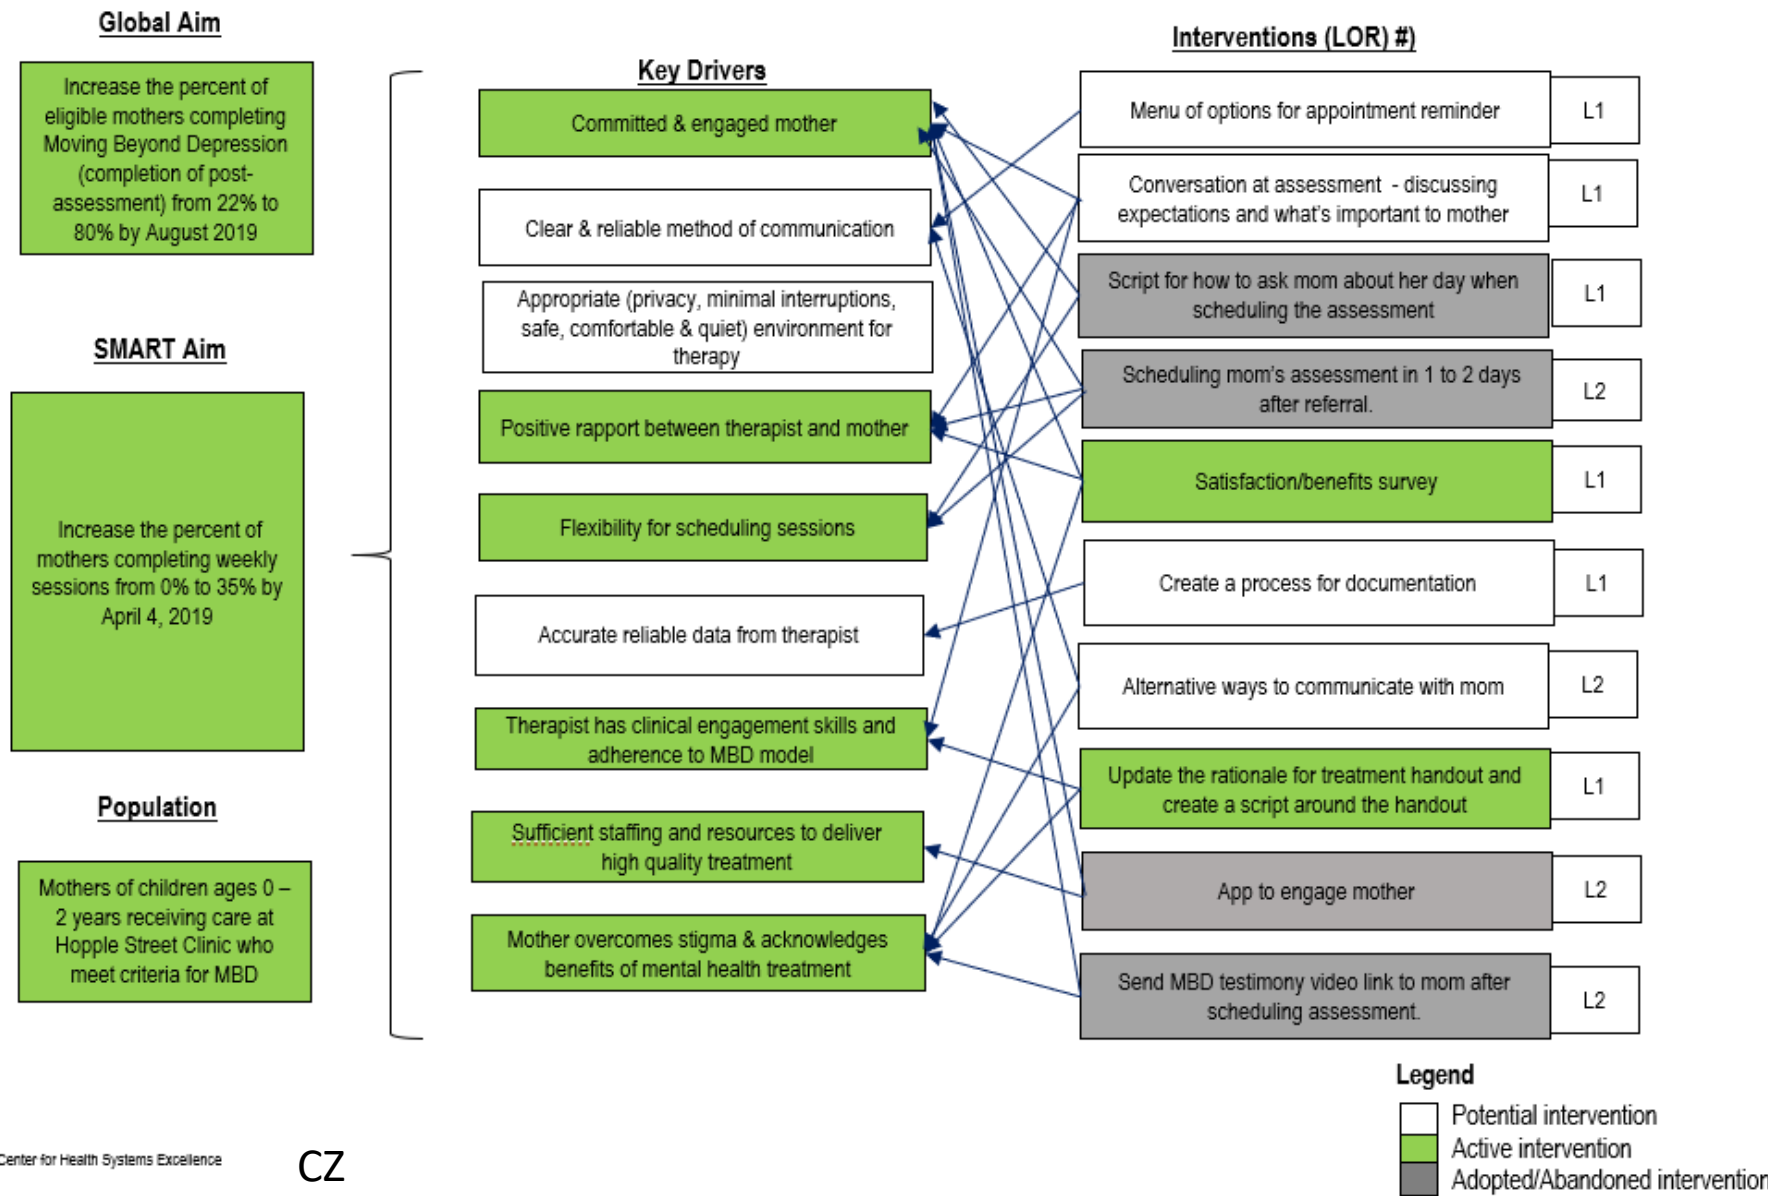 Global Aim
Increase the percent of
eligible mothers completing
Moving Beyond Depression
(completion of post-
assessment) from 22% to
80% by August 2019
SMART Aim
Increase the percent of
mothers completing weekly
sessions from 0% to 35% by
April 4, 2019
Population
Mothers of children ages 0 –
2 years receiving care at
Hopple Street Clinic who
meet criteria for MBD
Key Drivers
Committed & engaged mother
Clear & reliable method of communication
Appropriate (privacy, minimal interruptions,
safe, comfortable & quiet) environment for
therapy
Positive rapport between therapist and mother
Flexibility for scheduling sessions
Accurate reliable data from therapist
Therapist has clinical engagement skills and
adherence to MBD model
Sufficient staffing and resources to deliver
high quality treatment
Mother overcomes stigma & acknowledges
benefits of mental health treatment
Interventions (LOR) #)
Menu of options for appointment reminder
L1
Conversation at assessment - discussing
expectations and what's important to mother
L1
Script for how to ask mom about her day when
scheduling the assessment
L1
Scheduling mom's assessment in 1 to 2 days
after referral.
L2
Satisfaction/benefits survey
L1
Create a process for documentation
L1
Alternative ways to communicate with mom
L2
Update the rationale for treatment handout and
create a script around the handout
L1
App to engage mother
L2
Send MBD testimony video link to mom after
scheduling assessment.
L2
Legend
Potential intervention
Active intervention
Adopted/Abandoned intervention
Center for Health Systems Excellence
CZ